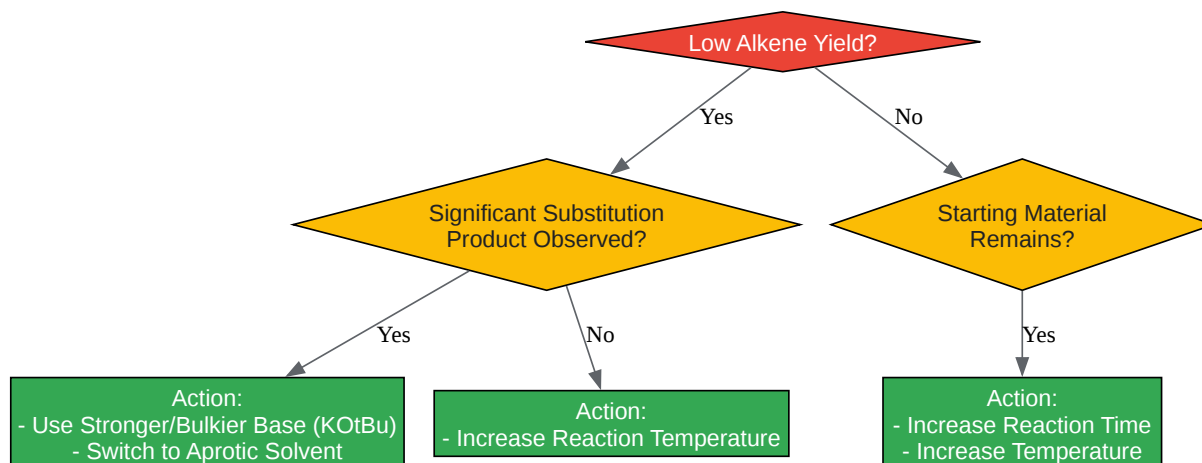 Low Alkene Yield?
Yes
No
Significant Substitution
Product Observed?
Starting Material
Remains?
Yes
No
Yes
Action:
- Use Stronger/Bulkier Base (KOtBu)
- Switch to Aprotic Solvent
Action:
- Increase Reaction Temperature
Action:
- Increase Reaction Time
- Increase Temperature